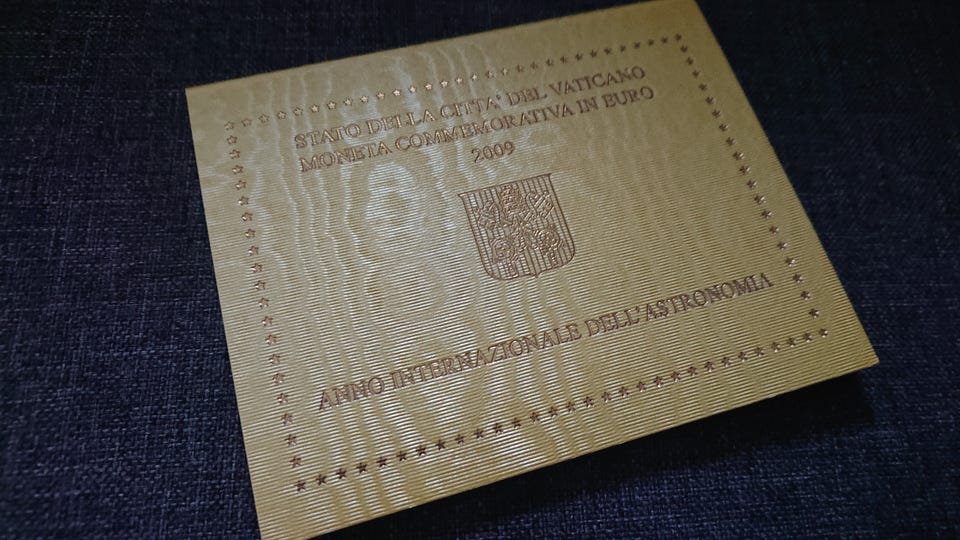 STATO DELLA CITTA' DEL VATICANO
MONETA COMMEMORATIVA IN EURO
2009
ANNO INTERNAZIONALE DELL'ASTRONOMIA